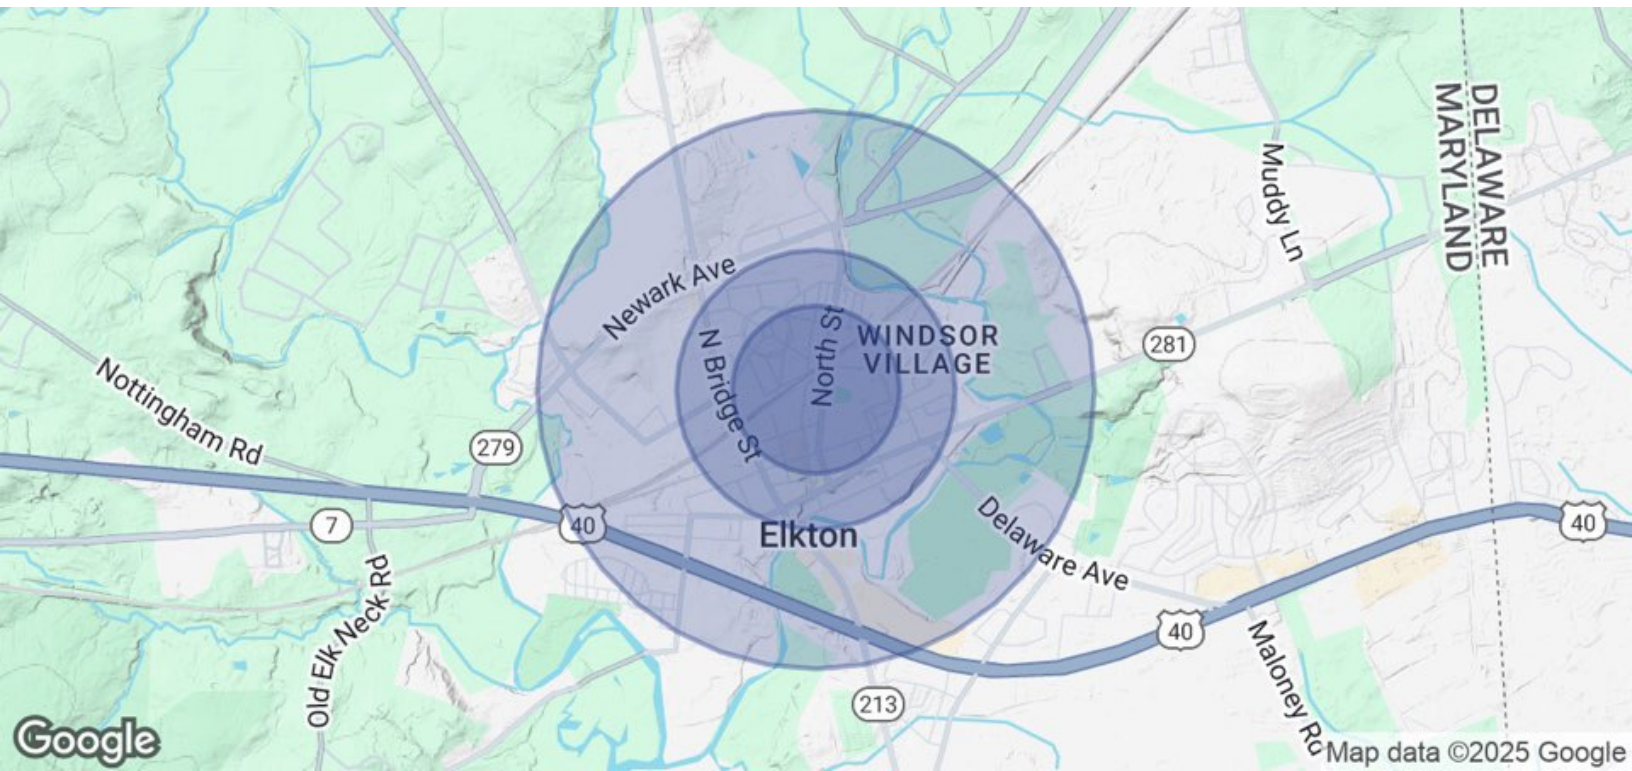 DELAWARE
MARYLAND
Muddy Ln
Newark Ave
North St
WINDSOR
VILLAGE
281
N Bridge St
Nottingham Rd
279
7
40
40
Elkton
Delaware Ave
Old Elk Neck Rd
40
Maloney Rd
213
Google
Map data ©2025 Google